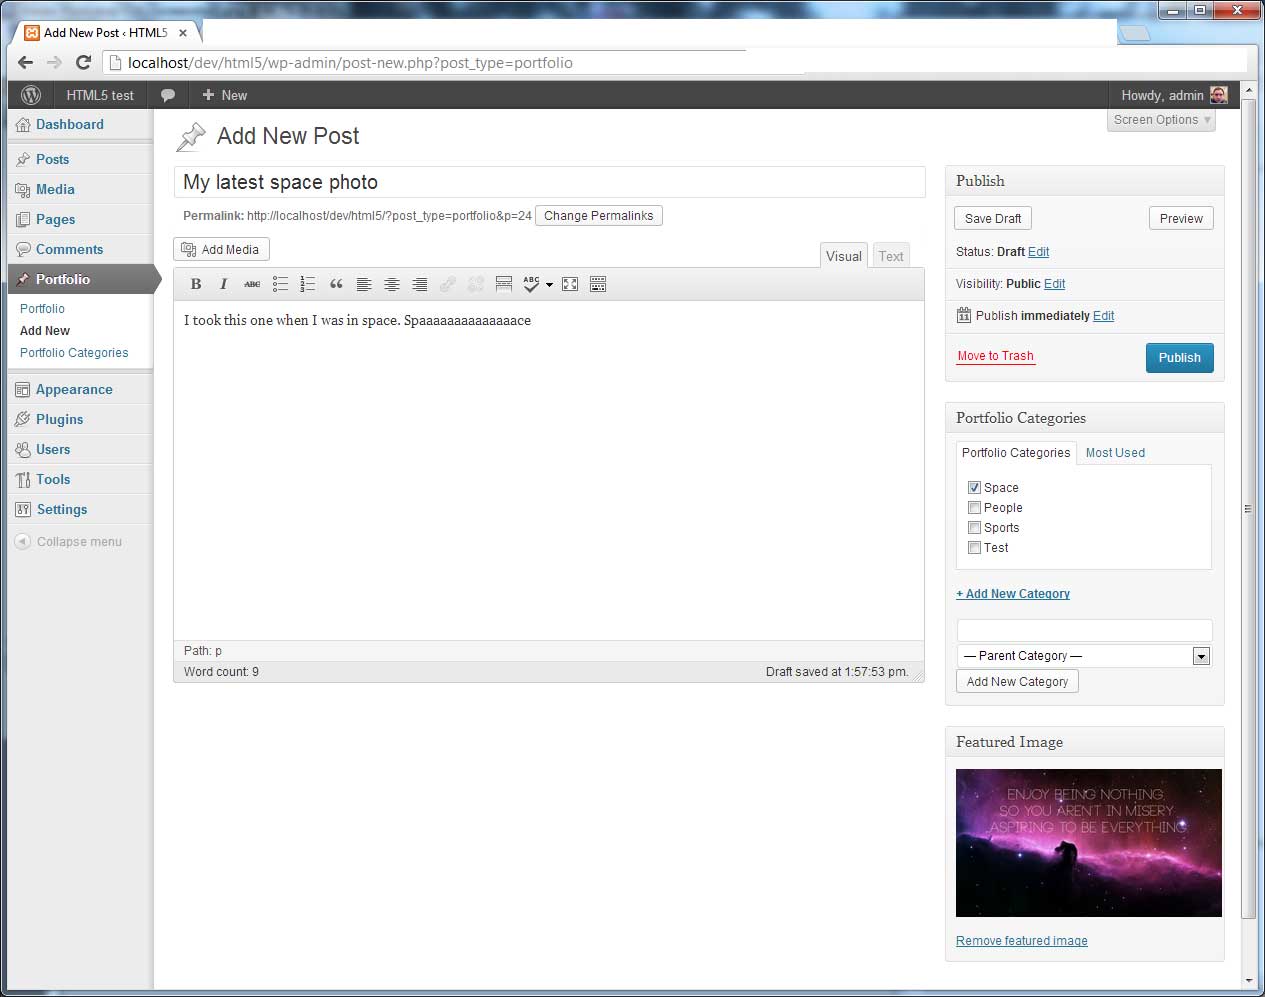 Add New Post ‹ HTML5
localhost/dev/html5/wp-admin/post-new.php?post_type=portfolio
HTML5 test
New
Howdy, admin
Screen Options
Dashboard
Posts
Media
Pages
Comments
Portfolio
Portfolio
Add New
Portfolio Categories
Appearance
Plugins
Users
Tools
Settings
Collapse menu
Add New Post
My latest space photo
Permalink: http://localhost/dev/html5/?post_type=portfolio&p=24 Change Permalinks
Add Media
Visual Text
B I ABC ABC
I took this one when I was in space. Spaaaaaaaaaaaaaace
Path: p
Word count: 9 Draft saved at 1:57:53 pm.
Publish
Save Draft Preview
Status: Draft Edit
Visibility: Public Edit
11 Publish immediately Edit
Move to Trash Publish
Portfolio Categories
Portfolio Categories Most Used
Space
People
Sports
Test
+ Add New Category
— Parent Category —
Add New Category
Featured Image
ENJOY BEING NOTHING,
SO YOU AREN'T IN MISERY
ASPIRING TO BE EVERYTHING
Remove featured image